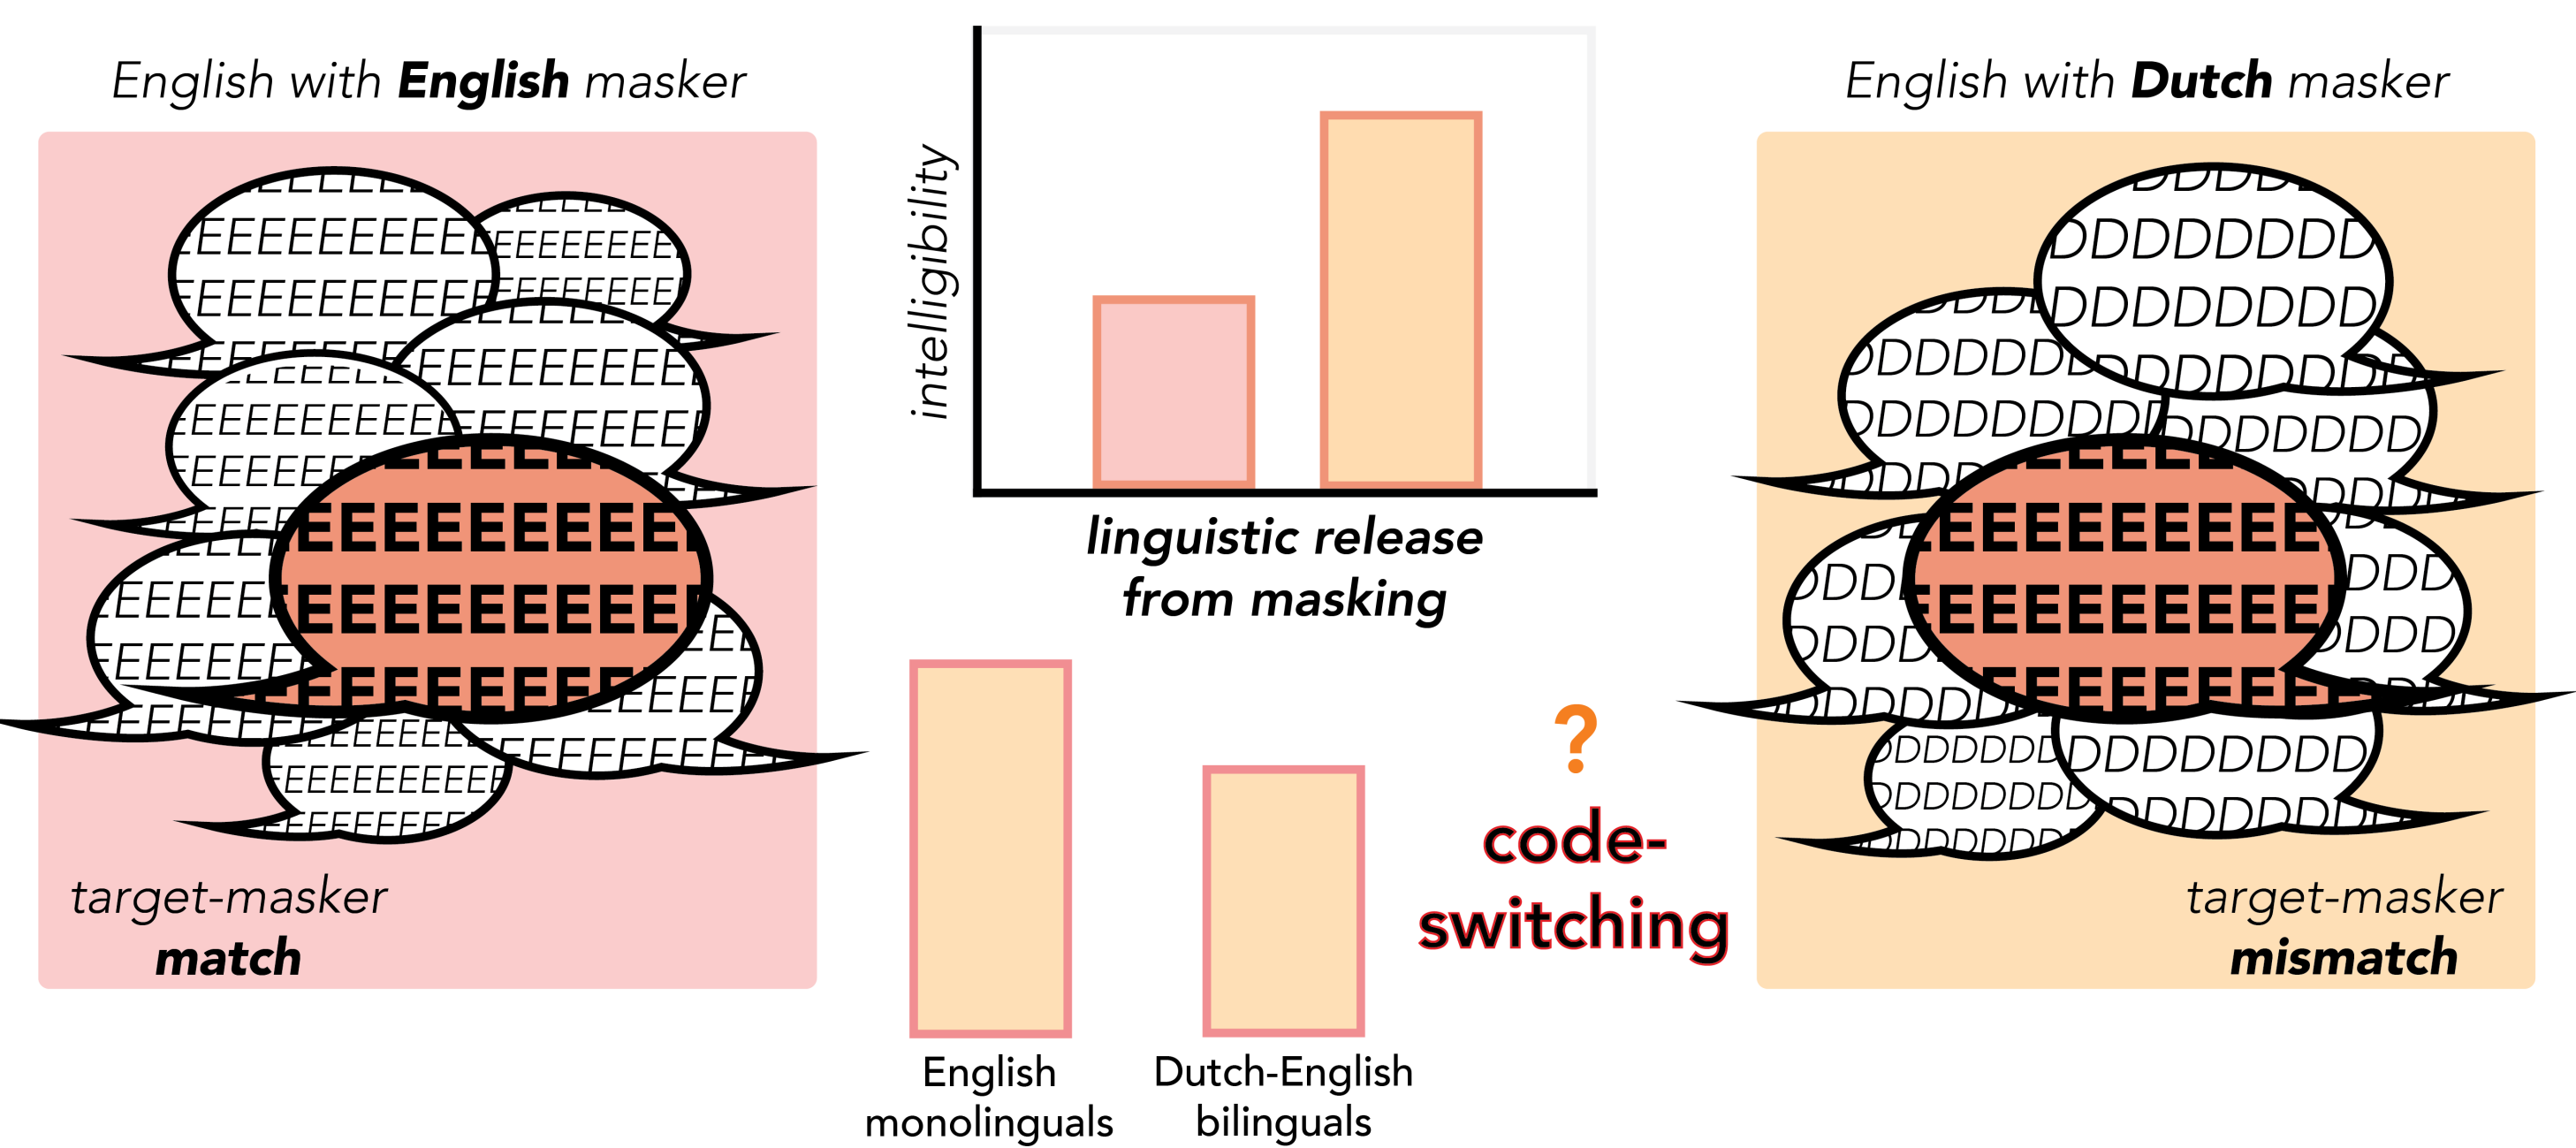 English with English masker
target-masker
match
intelligibility
linguistic release
from masking
English
monolinguals
Dutch-English
bilinguals
?
code-
switching
English with Dutch masker
target-masker
mismatch